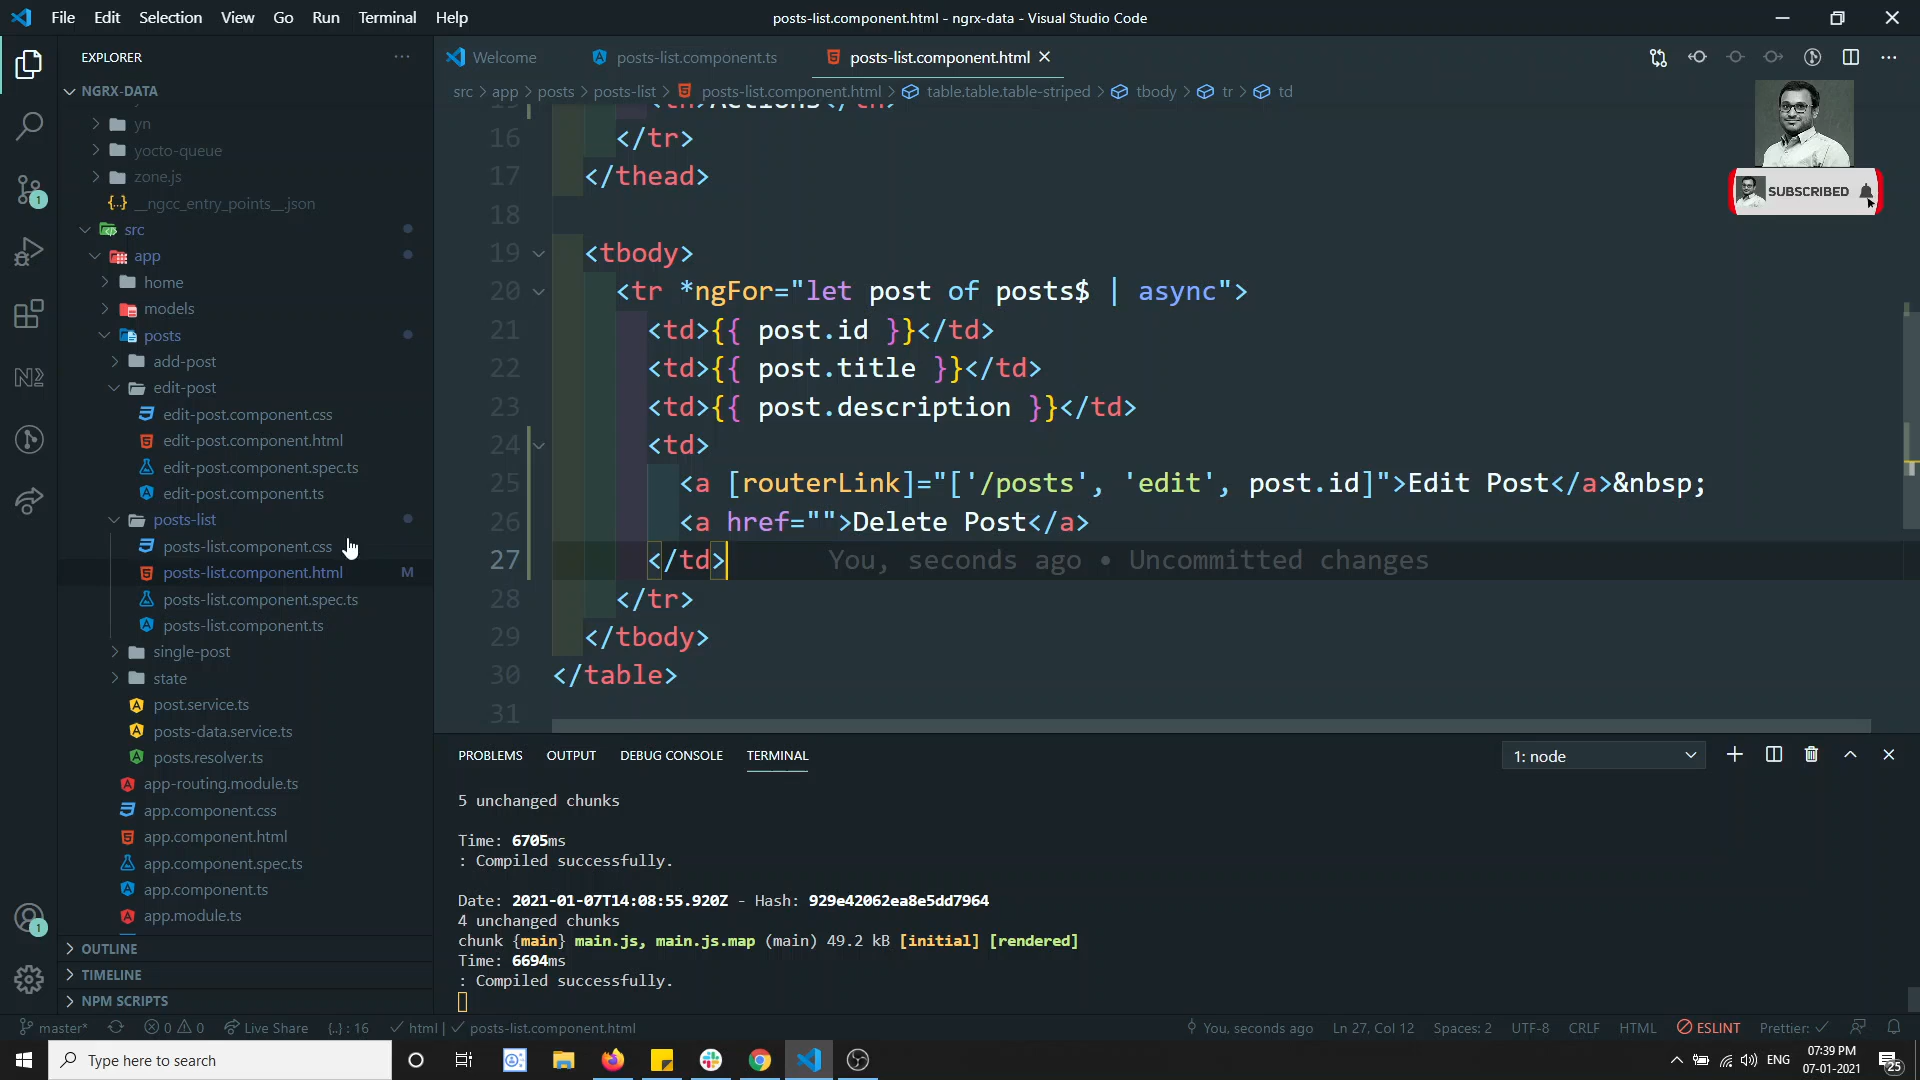 File Edit Selection View Go Run Terminal Help
posts-list.component.html - ngrx-data - Visual Studio Code
EXPLORER
NGRX-DATA
yn
yocto-queue
zone.js
__ngcc_entry_points__.json
src
app
home
models
posts
add-post
edit-post
edit-post.component.css
edit-post.component.html
edit-post.component.spec.ts
edit-post.component.ts
posts-list
posts-list.component.css
posts-list.component.html M
posts-list.component.spec.ts
posts-list.component.ts
single-post
state
post.service.ts
posts-data.service.ts
posts.resolver.ts
app-routing.module.ts
app.component.css
app.component.html
app.component.spec.ts
app.component.ts
app.module.ts
OUTLINE
TIMELINE
NPM SCRIPTS
Welcome posts-list.component.ts posts-list.component.html
src > app > posts > posts-list > posts-list.component.html > table.table.table-striped > tbody > tr > td
SUBSCRIBED
15 <th>Actions</th>
16 </tr>
17 </thead>
18
19 <tbody>
20 <tr *ngFor="let post of posts$ | async">
21 <td>{{ post.id }}</td>
22 <td>{{ post.title }}</td>
23 <td>{{ post.description }}</td>
24 <td>
25 <a [routerLink]="['/posts', 'edit', post.id]">Edit Post</a>&nbsp;
26 <a href="">Delete Post</a>
27 </td> You, seconds ago • Uncommitted changes
28 </tr>
29 </tbody>
30 </table>
31
PROBLEMS OUTPUT DEBUG CONSOLE TERMINAL
1: node
5 unchanged chunks
Time: 6705ms
: Compiled successfully.
Date: 2021-01-07T14:08:55.920Z - Hash: 929e42062ea8e5dd7964
4 unchanged chunks
chunk {main} main.js, main.js.map (main) 49.2 kB [initial] [rendered]
Time: 6694ms
: Compiled successfully.
master* 0 0 Live Share {..} : 16 html | posts-list.component.html
You, seconds ago Ln 27, Col 12 Spaces: 2 UTF-8 CRLF HTML ESLINT Prettier:
Type here to search
ENG
07:39 PM
07-01-2021
25